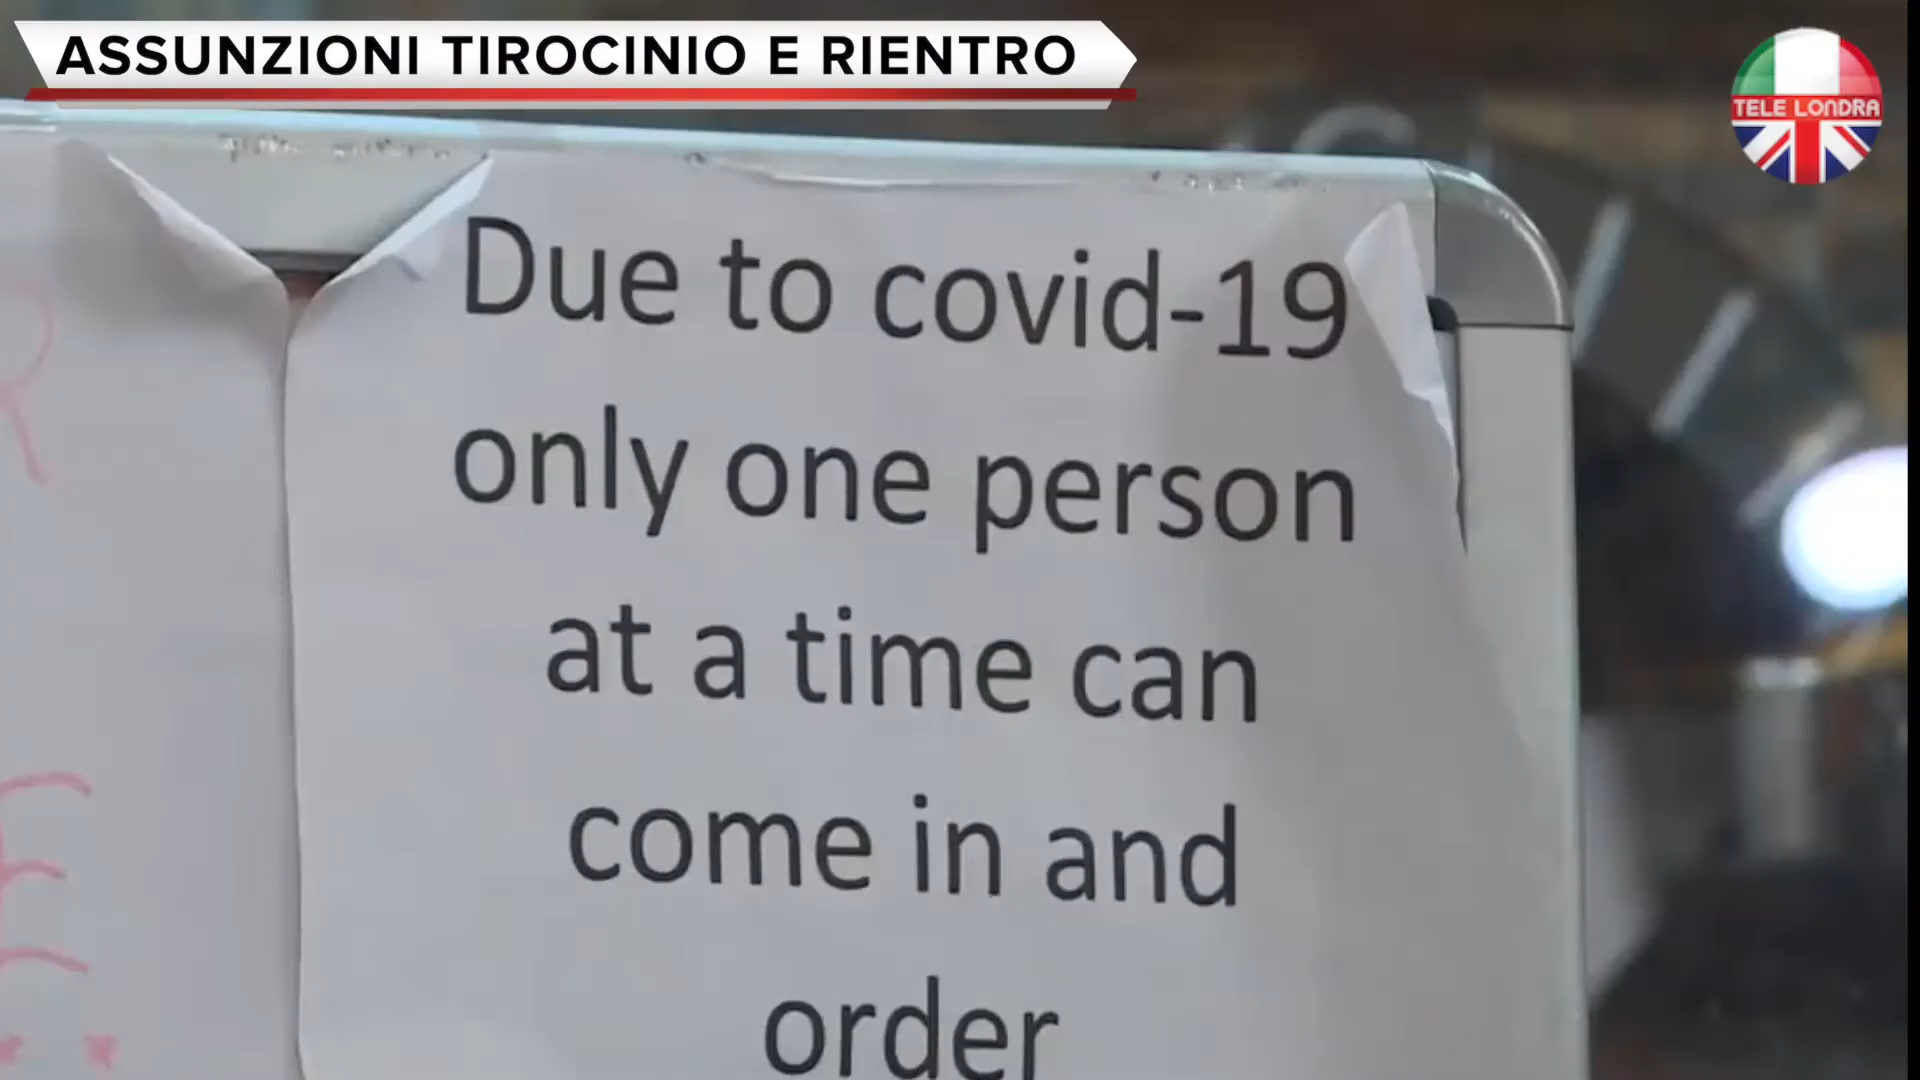 ASSUNZIONI TIROCINIO E RIENTRO
TELE LONDRA
Due to covid-19
only one person
at a time can
come in and
order